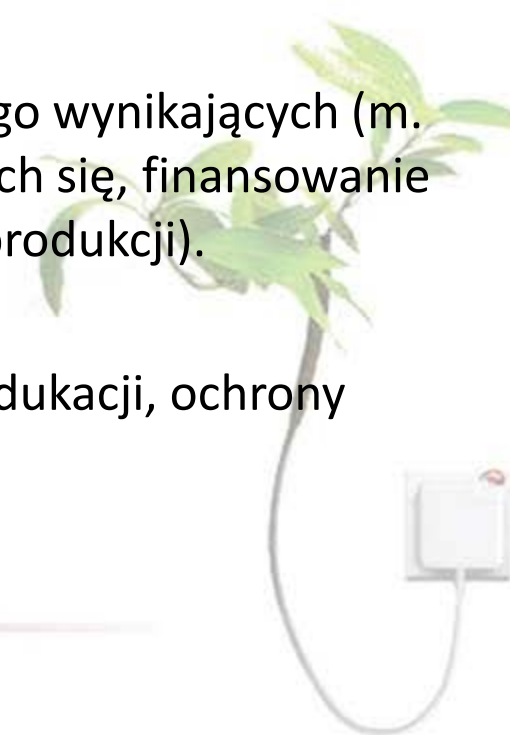 go wynikających (m.
ch się, finansowanie
produkcji).
dukacji, ochrony